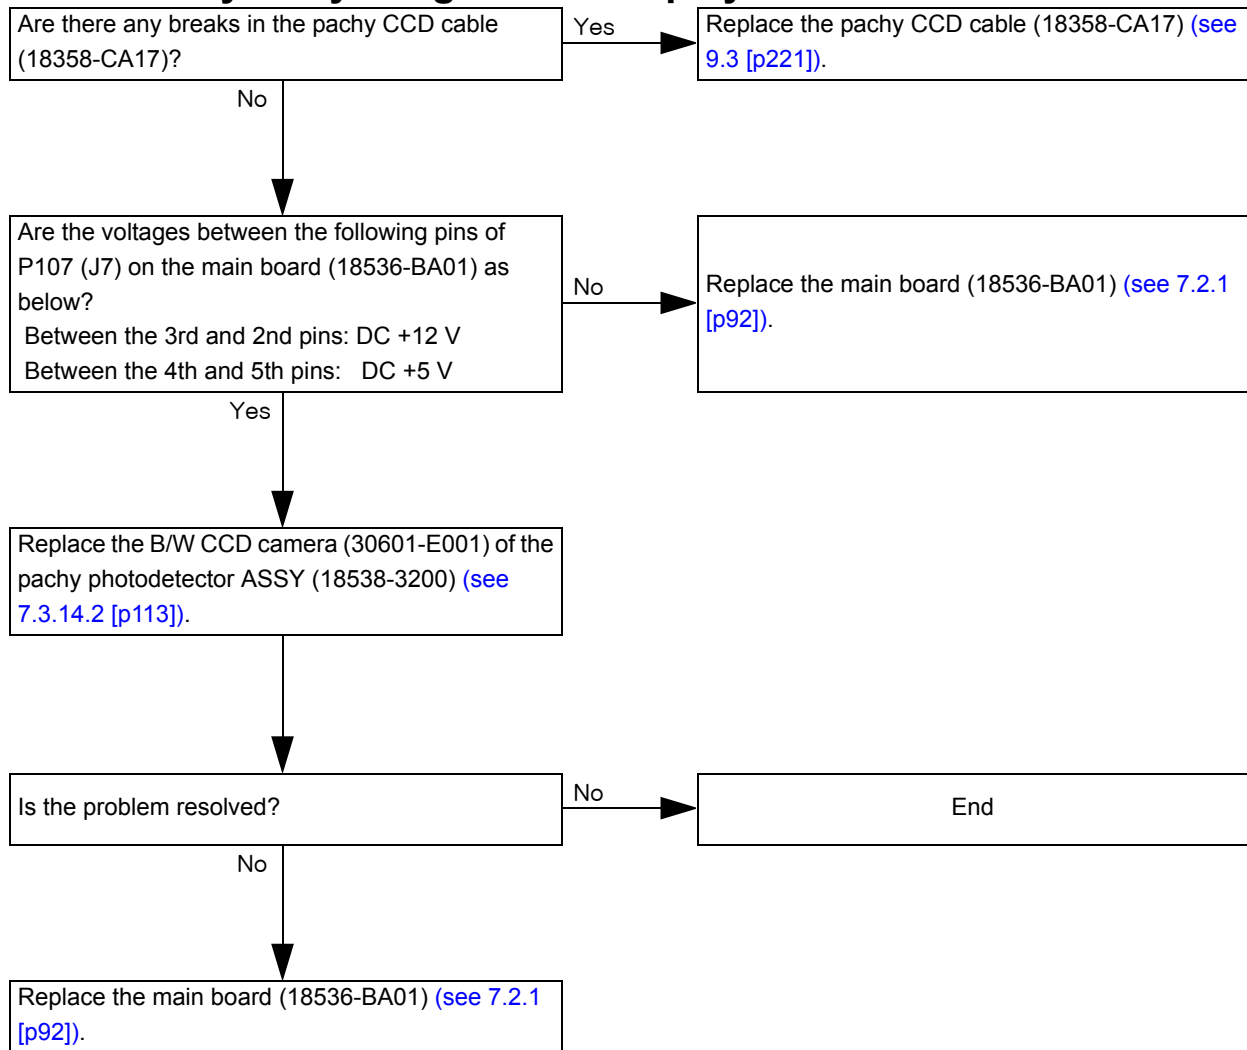 Are there any breaks in the pachy CCD cable
(18358-CA17)?
Yes
Replace the pachy CCD cable (18358-CA17) (see
9.3 [p221]).
No
Are the voltages between the following pins of
P107 (J7) on the main board (18536-BA01) as
below?
Between the 3rd and 2nd pins: DC +12 V
Between the 4th and 5th pins: DC +5 V
No
Replace the main board (18536-BA01) (see 7.2.1
[p92]).
Yes
Replace the B/W CCD camera (30601-E001) of the
pachy photodetector ASSY (18538-3200) (see
7.3.14.2 [p113]).
Is the problem resolved?
No
End
No
Replace the main board (18536-BA01) (see 7.2.1
[p92]).